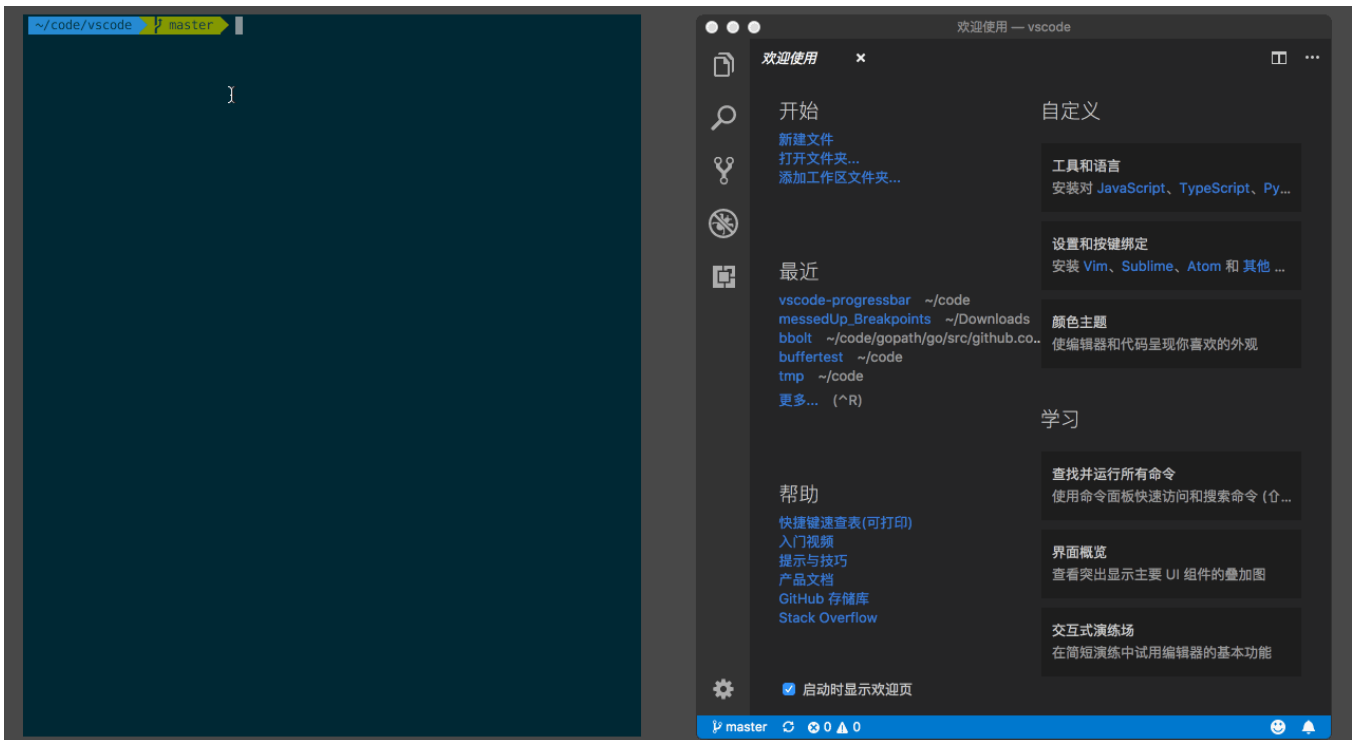 ~/code/vscode master
欢迎使用 — vscode
欢迎使用
开始
新建文件
打开文件夹...
添加工作区文件夹...
最近
vscode-progressbar ~/code
messedUp_Breakpoints ~/Downloads
bbolt ~/code/gopath/go/src/github.co...
buffertest ~/code
tmp ~/code
更多... (^R)
帮助
快捷键速查表(可打印)
入门视频
提示与技巧
产品文档
GitHub 存储库
Stack Overflow
启动时显示欢迎页
自定义
工具和语言
安装对 JavaScript、TypeScript、Py...
设置和按键绑定
安装 Vim、Sublime、Atom 和 其他 ...
颜色主题
使编辑器和代码呈现你喜欢的外观
学习
查找并运行所有命令
使用命令面板快速访问和搜索命令 (⇧...
界面概览
查看突出显示主要 UI 组件的叠加图
交互式演练场
在简短演练中试用编辑器的基本功能
master 0 0